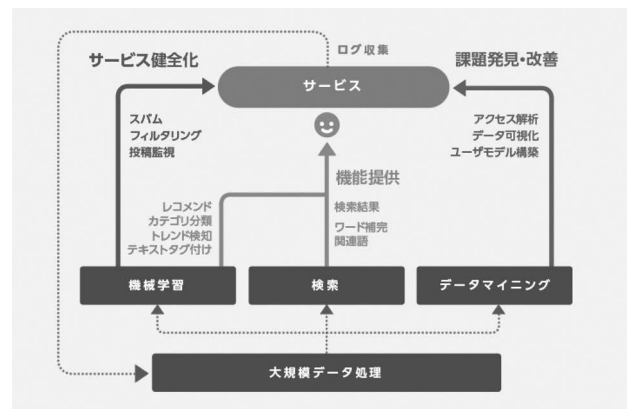 ログ収集
サービス健全化
課題発見・改善
サービス
スパム
フィルタリング
投稿監視
アクセス解析
データ可視化
ユーザモデル構築
機能提供
レコメンド
カテゴリ分類
トレンド検知
テキストタグ付け
検索結果
ワード補完
関連語
機械学習
検索
データマイニング
大規模データ処理